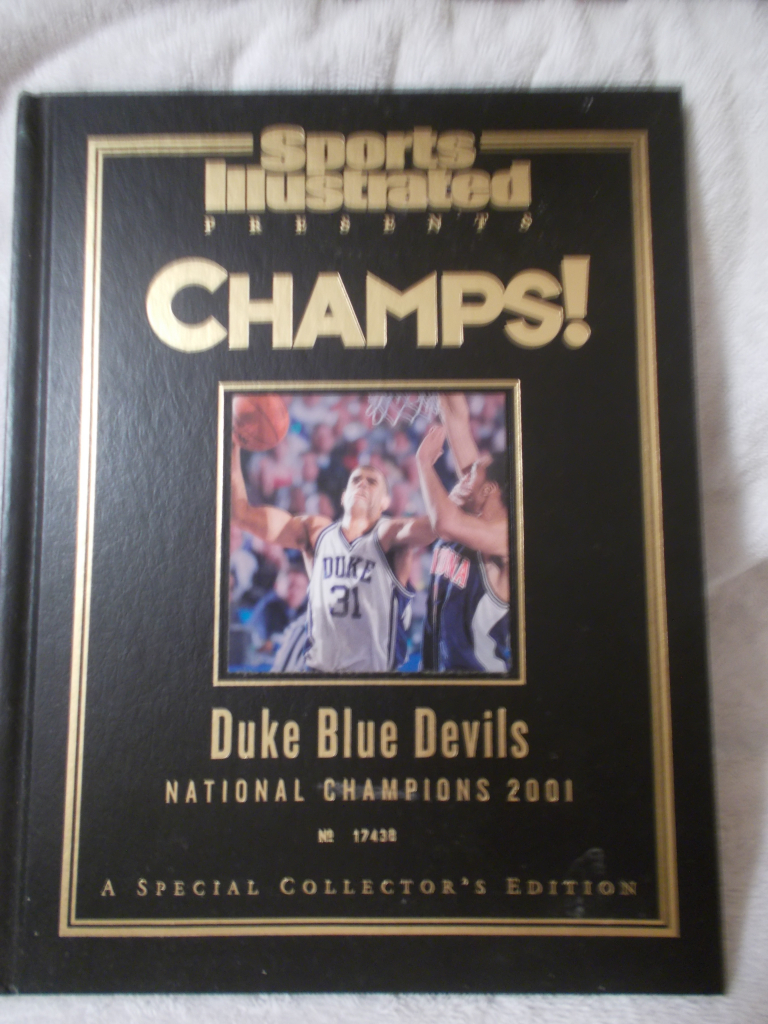 Sports
Illustrated
PRESENTS
CHAMPS!
DUKE
31
Duke Blue Devils
NATIONAL CHAMPIONS 2001
№ 17438
A SPECIAL COLLECTOR'S EDITION